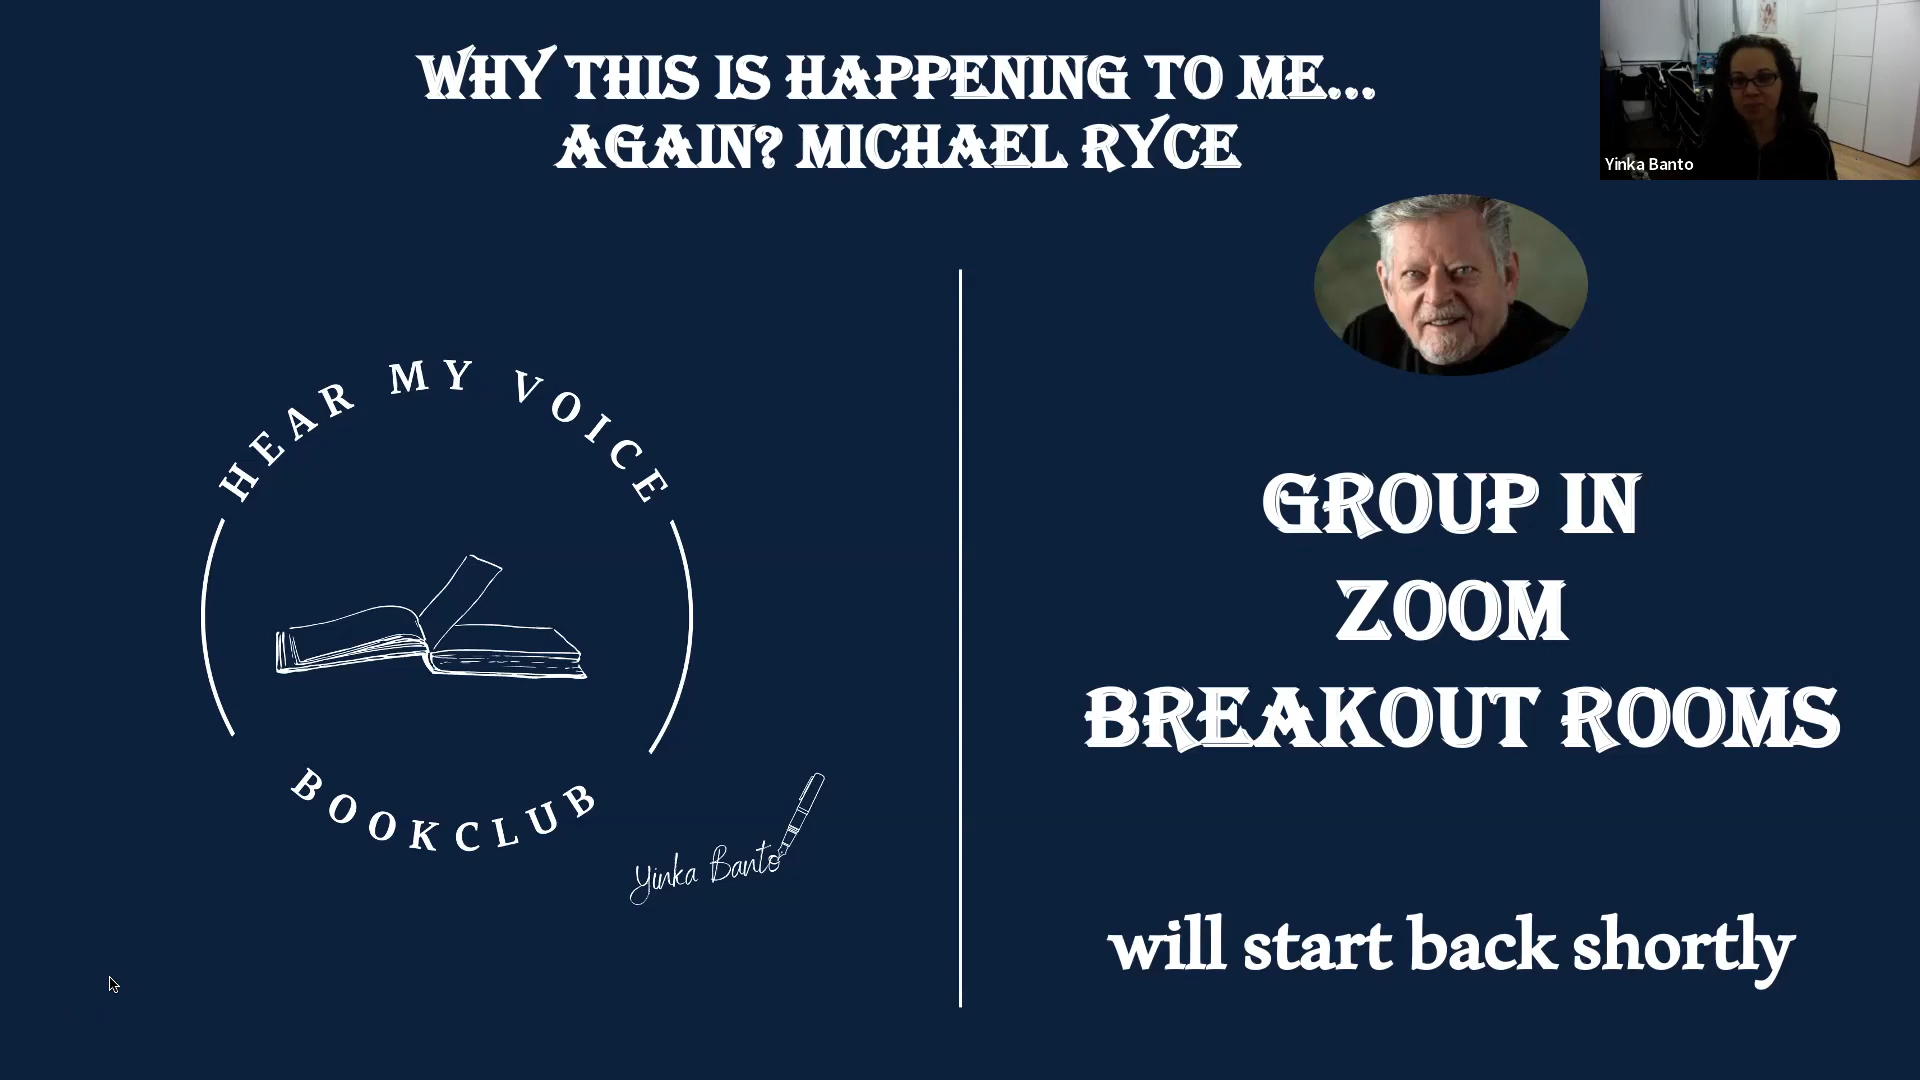 WHY THIS IS HAPPENING TO ME...
AGAIN? MICHAEL RYCE
Yinka Banto
HEAR MY VOICE
BOOKCLUB
Yinka Banto
GROUP IN
ZOOM
BREAKOUT ROOMS
will start back shortly